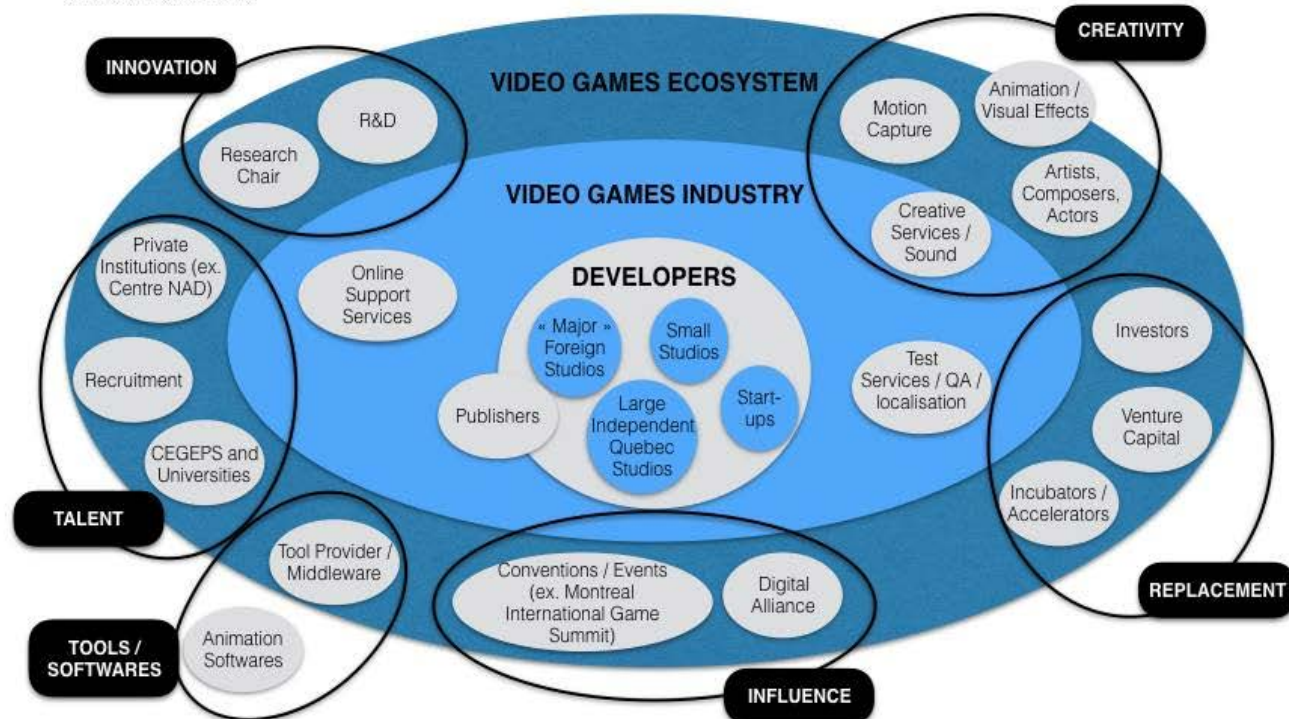 CREATIVITY
INNOVATION
VIDEO GAMES ECOSYSTEM
R&D
Research
Chair
Motion
Capture
Animation /
Visual Effects
Artists,
Composers,
Actors
Creative
Services /
Sound
VIDEO GAMES INDUSTRY
Private
Institutions (ex.
Centre NAD)
Recruitment
CEGEPS and
Universities
TALENT
Online
Support
Services
DEVELOPERS
« Major »
Foreign
Studios
Small
Studios
Start-
ups
Large
Independent
Quebec
Studios
Publishers
Test
Services / QA /
localisation
Investors
Venture
Capital
Incubators /
Accelerators
REPLACEMENT
Tool Provider /
Middleware
Animation
Softwares
TOOLS /
SOFTWARES
Conventions / Events
(ex. Montreal
International Game
Summit)
Digital
Alliance
INFLUENCE